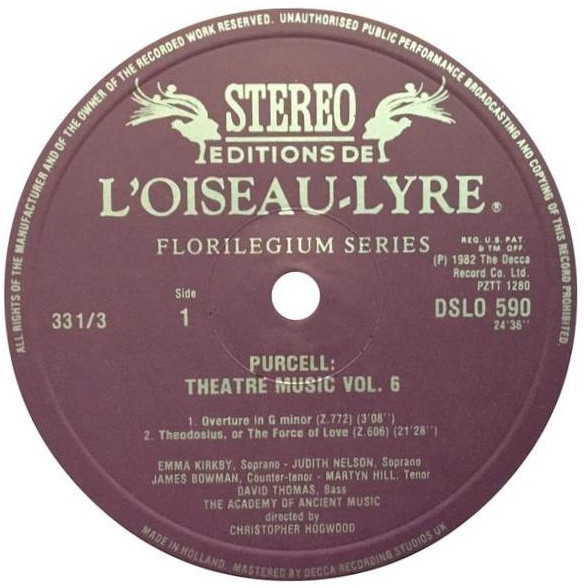 ALL RIGHTS OF THE MANUFACTURER AND OF THE OWNER OF THE RECORDED WORK RESERVED. UNAUTHORISED PUBLIC PERFORMANCE BROADCASTING AND COPYING OF THIS RECORD PROHIBITED.
STEREO
EDITIONS DE
L'OISEAU-LYRE ®
FLORILEGIUM SERIES
REG. U.S. PAT.
& TM. OFF.
(P) 1982 The Decca
Record Co. Ltd.
PZTT 1280
33 1/3
Side
1
DSLO 590
24'36''
PURCELL:
THEATRE MUSIC VOL. 6
1. Overture in G minor (Z.772) (3'08'')
2. Theodosius, or The Force of Love (Z.606) (21'28'')
EMMA KIRKBY, Soprano - JUDITH NELSON, Soprano
JAMES BOWMAN, Counter-tenor - MARTYN HILL, Tenor
DAVID THOMAS, Bass
THE ACADEMY OF ANCIENT MUSIC
directed by
CHRISTOPHER HOGWOOD
MADE IN HOLLAND. MASTERED BY DECCA RECORDING STUDIOS UK